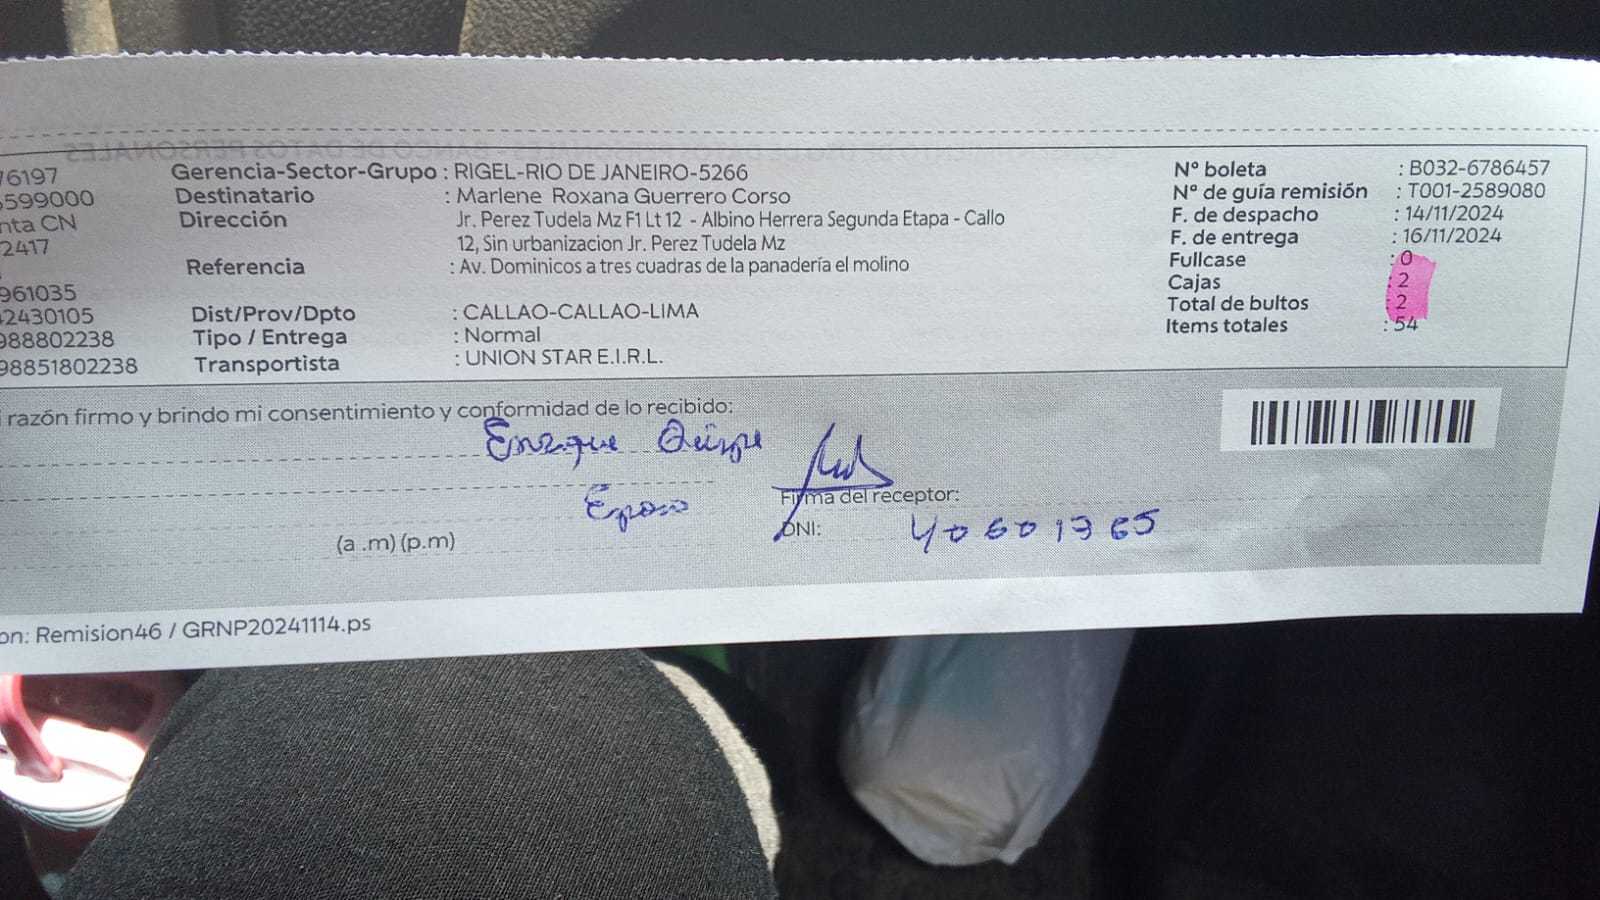 76197
Gerencia-Sector-Grupo : RIGEL-RIO DE JANEIRO-5266
Nº boleta : B032-6786457
6599000
Destinatario : Marlene Roxana Guerrero Corso
Nº de guía remisión : T001-2589080
nta CN
Dirección : Jr. Perez Tudela Mz F1 Lt 12 - Albino Herrera Segunda Etapa - Callo
F. de despacho : 14/11/2024
2417
12, Sin urbanizacion Jr. Perez Tudela Mz
F. de entrega : 16/11/2024
Referencia : Av. Dominicos a tres cuadras de la panadería el molino
Fullcase : 0
961035
Cajas : 2
2430105
Dist/Prov/Dpto : CALLAO-CALLAO-LIMA
Total de bultos : 2
988802238
Tipo / Entrega : Normal
Items totales : 54
98851802238
Transportista : UNION STAR E.I.R.L.
i razón firmo y brindo mi consentimiento y conformidad de lo recibido:
Enrique Quispe
Firma del receptor:
Esposo
DNI: 40601365
(a .m) (p.m)
on: Remision46 / GRNP20241114.ps